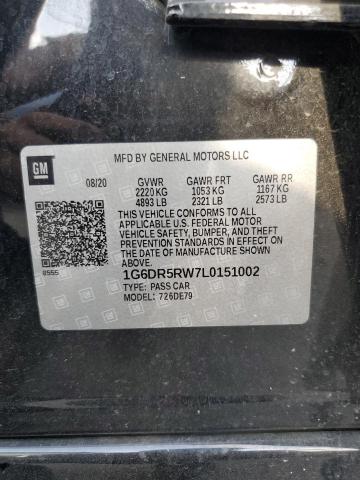 GM
MFD BY GENERAL MOTORS LLC
08/20 GVWR GAWR FRT GAWR RR
2220 KG 1053 KG 1167 KG
4893 LB 2321 LB 2573 LB
THIS VEHICLE CONFORMS TO ALL
APPLICABLE U.S. FEDERAL MOTOR
VEHICLE SAFETY, BUMPER, AND THEFT
PREVENTION STANDARDS IN EFFECT ON THE
DATE OF MANUFACTURE SHOWN
ABOVE.
0555
1G6DR5RW7L0151002
TYPE: PASS CAR
MODEL: 726DE79